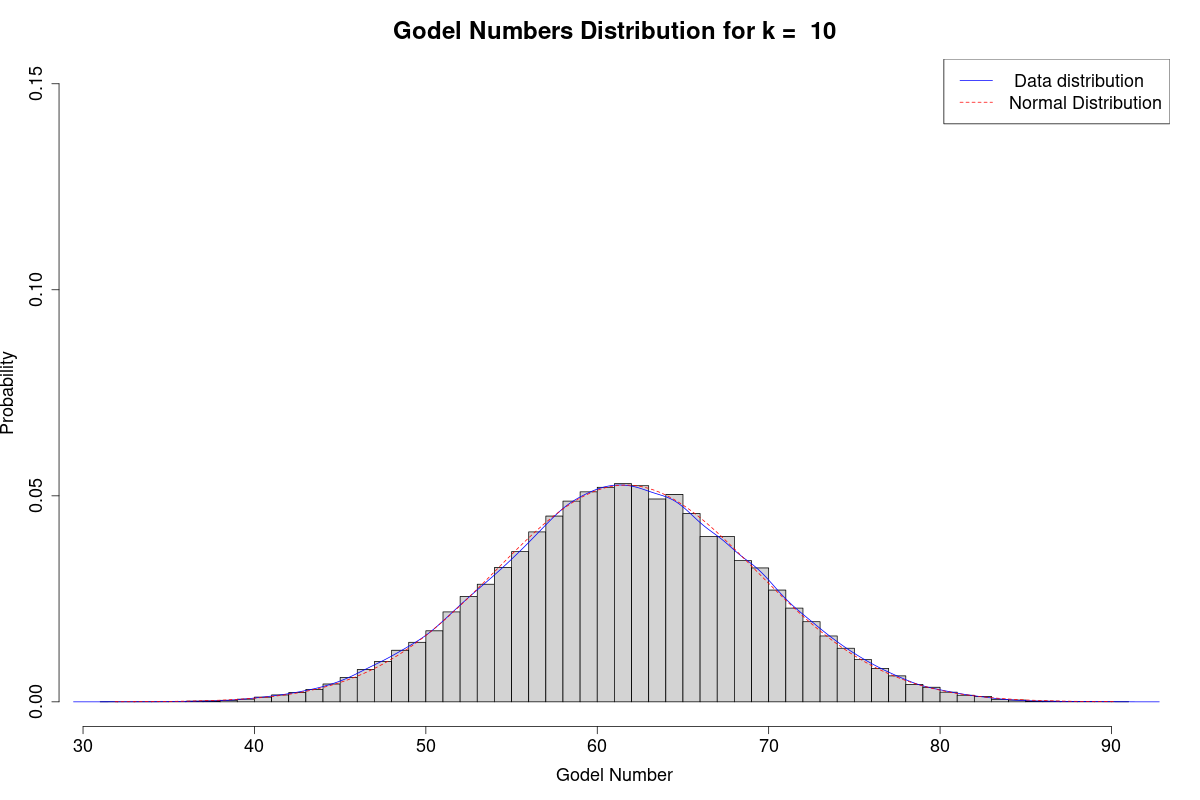 Godel Numbers Distribution for k =  10
Data distribution
Normal Distribution
Probability
0.15
0.10
0.05
0.00
30 40 50 60 70 80 90
Godel Number